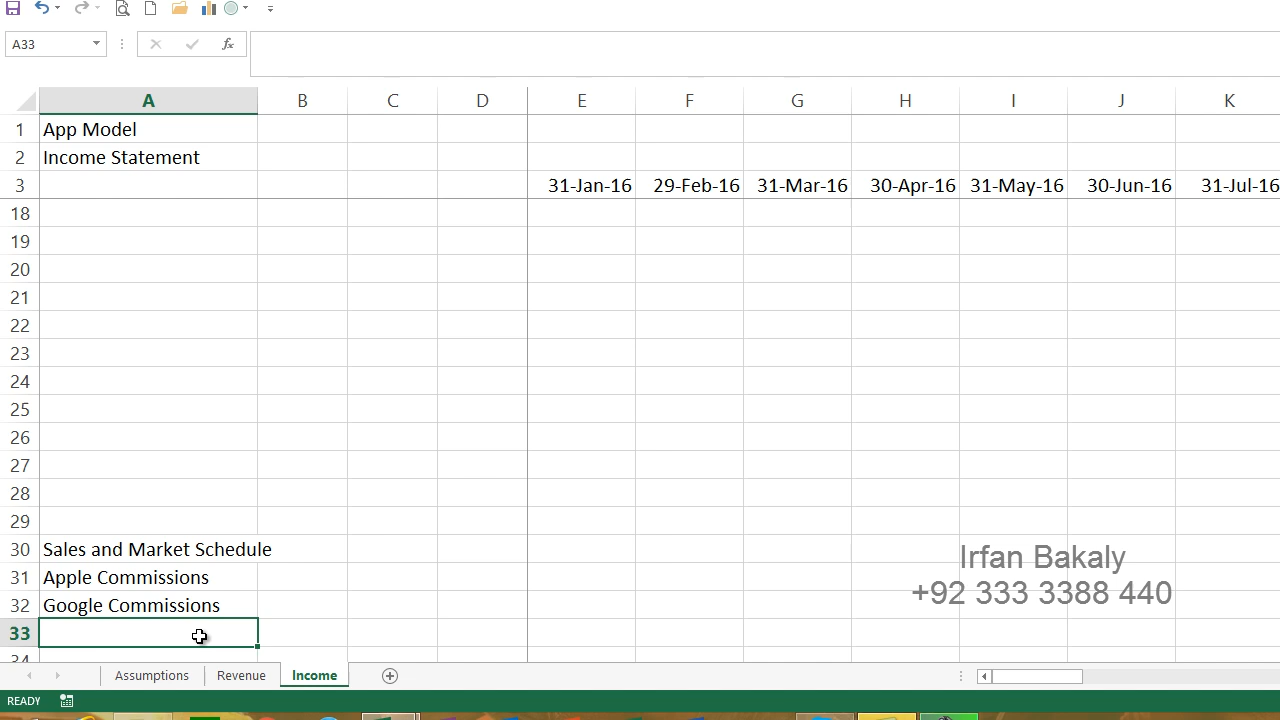 A33
fx
A B C D E F G H I J K
1 App Model
2 Income Statement
3 31-Jan-16 29-Feb-16 31-Mar-16 30-Apr-16 31-May-16 30-Jun-16 31-Jul-16
18
19
20
21
22
23
24
25
26
27
28
29
30 Sales and Market Schedule
31 Apple Commissions
32 Google Commissions
33
34
Irfan Bakaly
+92 333 3388 440
Assumptions Revenue Income
READY